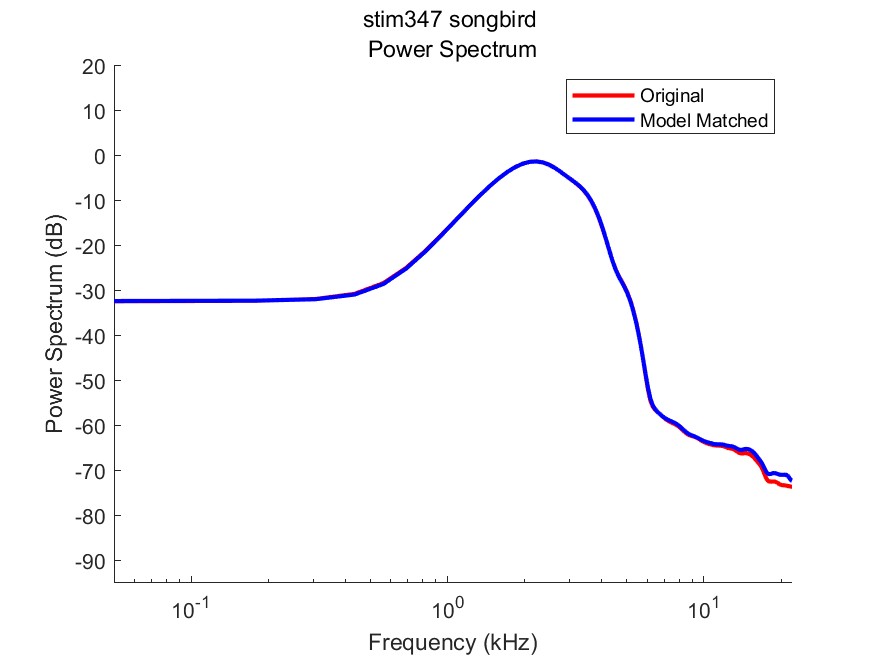 stim347 songbird
Power Spectrum
Original
Model Matched
20
10
0
-10
-20
-30
-40
-50
-60
-70
-80
-90
Power Spectrum (dB)
10^-1
10^0
10^1
Frequency (kHz)